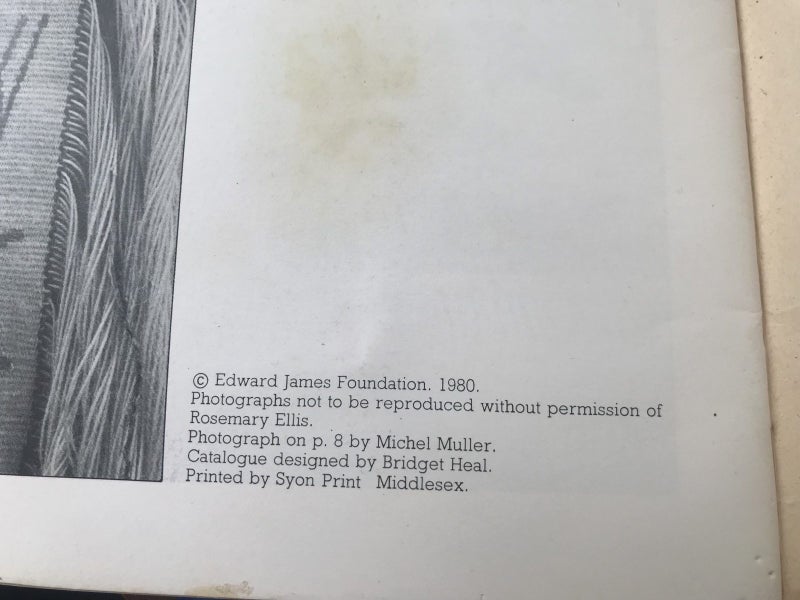 © Edward James Foundation. 1980.
Photographs not to be reproduced without permission of
Rosemary Ellis.
Photograph on p. 8 by Michel Muller.
Catalogue designed by Bridget Heal.
Printed by Syon Print Middlesex.